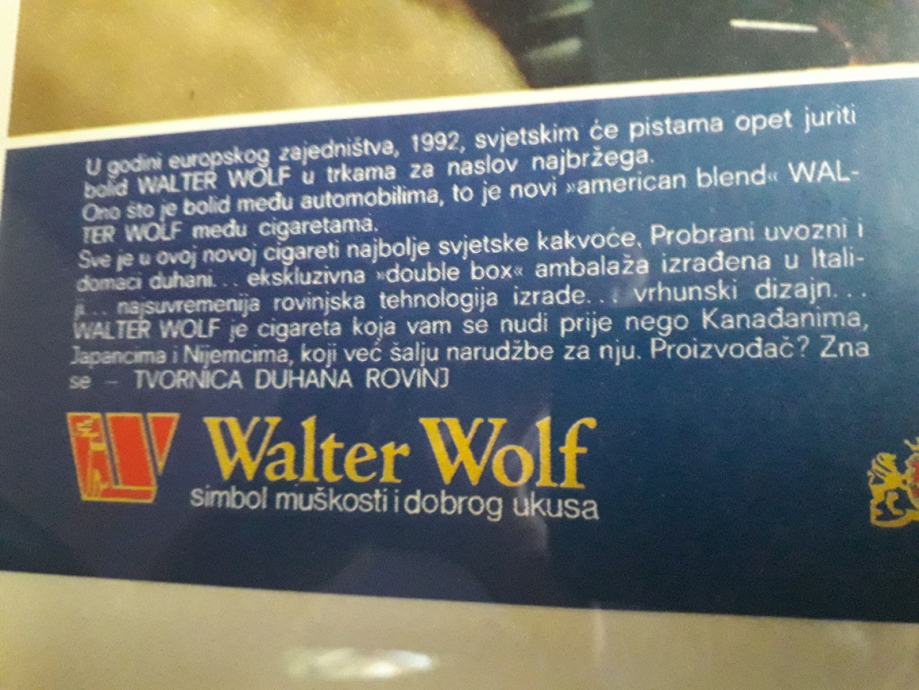 U godini europskog zajedništva, 1992, svjetskim će pistama opet juriti
bolid WALTER WOLF u trkama za naslov najbržega.
Ono što je bolid među automobilima, to je novi »american blend« WAL-
TER WOLF među cigaretama.
Sve je u ovoj novoj cigareti najbolje svjetske kakvoće. Probrani uvozni i
domaći duhani... ekskluzivna »double box« ambalaža izrađena u Itali-
ji... najsuvremenija rovinjska tehnologija izrade... i vrhunski dizajn...
WALTER WOLF je cigareta koja vam se nudi prije nego Kanađanima,
Japancima i Nijemcima, koji već šalju narudžbe za nju. Proizvođač? Zna
se – TVORNICA DUHANA ROVINJ
Walter Wolf
simbol muškosti i dobrog ukusa